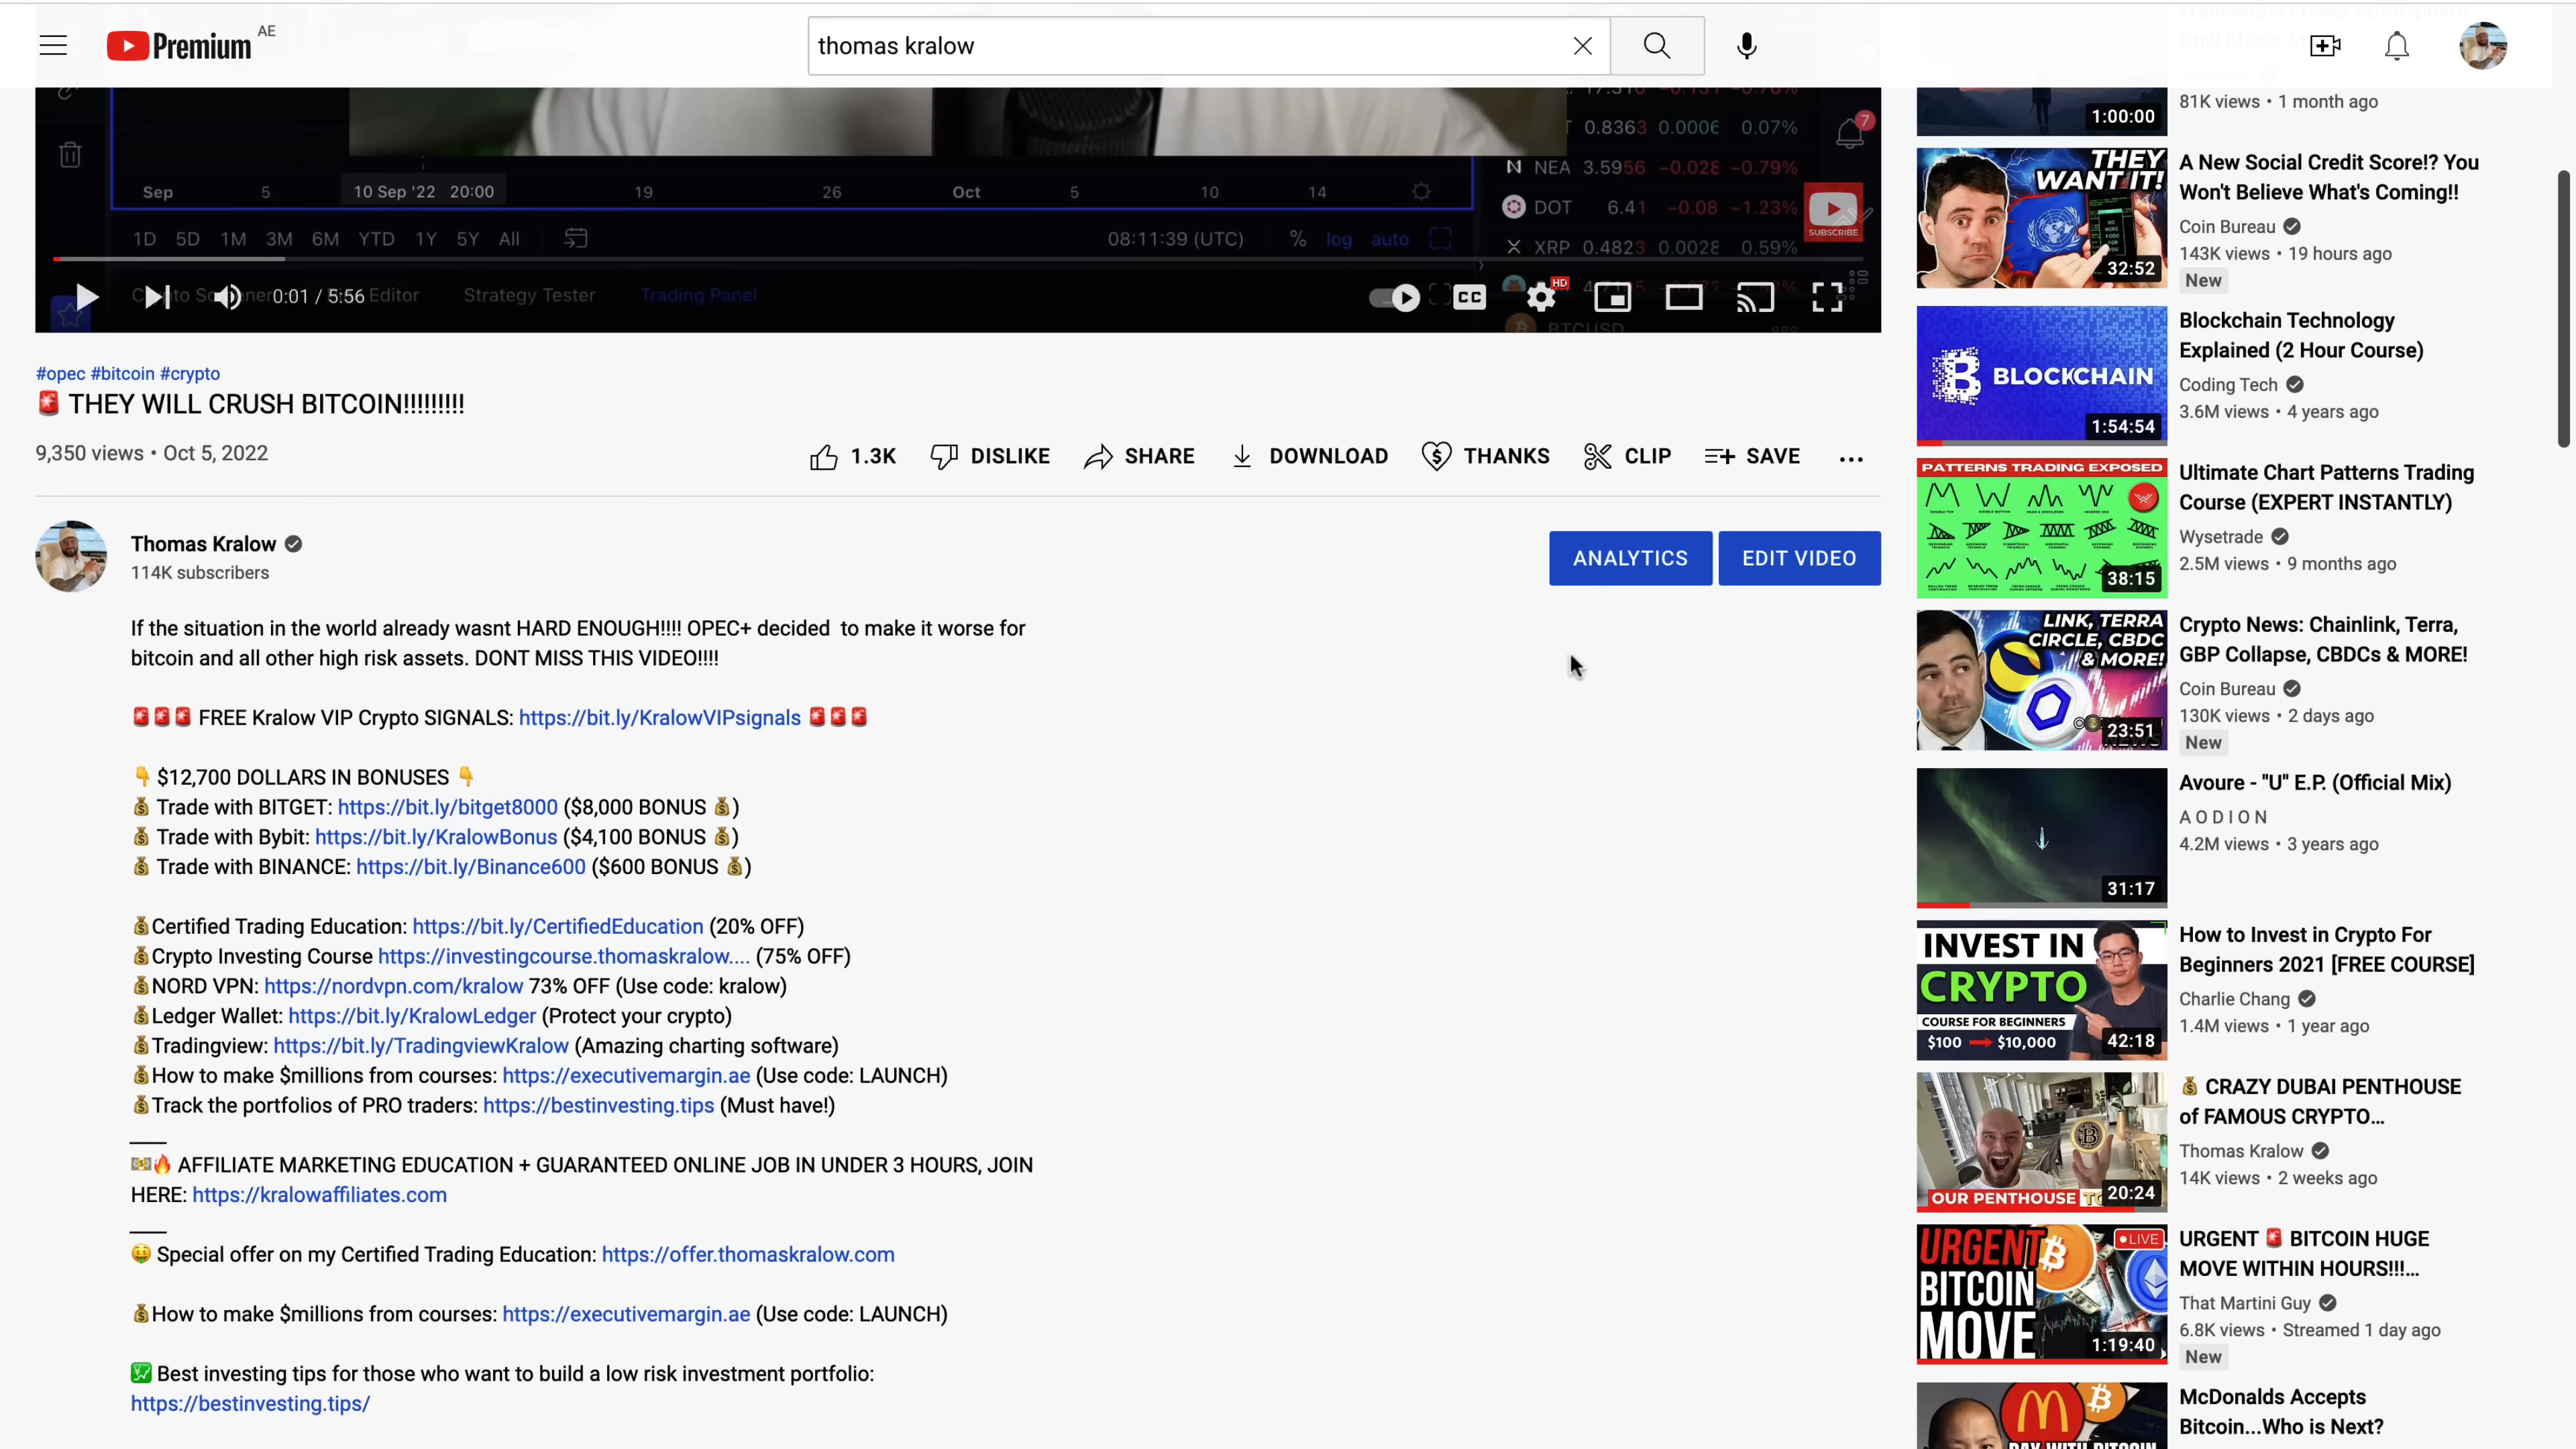 Premium AE
thomas kralow
Sep 5 10 Sep '22 20:00 19 26 Oct 5 10 14
1D 5D 1M 3M 6M YTD 1Y 5Y All
08:11:39 (UTC) % log auto
0.8363 0.0006 0.07%
7
NEA 3.5956 −0.028 −0.79%
DOT 6.41 −0.08 −1.23%
XRP 0.4823 0.0028 0.59%
SUBSCRIBE
Editor Strategy Tester Trading Panel
BTCUSD
0:01 / 5:56
CC HD
#opec #bitcoin #crypto
🚨 THEY WILL CRUSH BITCOIN!!!!!!!!!
9,350 views • Oct 5, 2022
1.3K DISLIKE SHARE DOWNLOAD THANKS CLIP SAVE ...
Thomas Kralow
114K subscribers
ANALYTICS EDIT VIDEO
If the situation in the world already wasnt HARD ENOUGH!!!! OPEC+ decided  to make it worse for
bitcoin and all other high risk assets. DONT MISS THIS VIDEO!!!!
🚨🚨🚨 FREE Kralow VIP Crypto SIGNALS: https://bit.ly/KralowVIPsignals 🚨🚨🚨
👇 $12,700 DOLLARS IN BONUSES 👇
💰 Trade with BITGET: https://bit.ly/bitget8000 ($8,000 BONUS 💰)
💰 Trade with Bybit: https://bit.ly/KralowBonus ($4,100 BONUS 💰)
💰 Trade with BINANCE: https://bit.ly/Binance600 ($600 BONUS 💰)
💰Certified Trading Education: https://bit.ly/CertifiedEducation (20% OFF)
💰Crypto Investing Course https://investingcourse.thomaskralow.... (75% OFF)
💰NORD VPN: https://nordvpn.com/kralow 73% OFF (Use code: kralow)
💰Ledger Wallet: https://bit.ly/KralowLedger (Protect your crypto)
💰Tradingview: https://bit.ly/TradingviewKralow (Amazing charting software)
💰How to make $millions from courses: https://executivemargin.ae (Use code: LAUNCH)
💰Track the portfolios of PRO traders: https://bestinvesting.tips (Must have!)
____
💵🔥 AFFILIATE MARKETING EDUCATION + GUARANTEED ONLINE JOB IN UNDER 3 HOURS, JOIN
HERE: https://kralowaffiliates.com
____
🤑 Special offer on my Certified Trading Education: https://offer.thomaskralow.com
💰How to make $millions from courses: https://executivemargin.ae (Use code: LAUNCH)
💹 Best investing tips for those who want to build a low risk investment portfolio:
https://bestinvesting.tips/
1:00:00
81K views • 1 month ago
THEY
WANT IT!
32:52
A New Social Credit Score!? You
Won't Believe What's Coming!!
Coin Bureau
143K views • 19 hours ago
New
BLOCKCHAIN
1:54:54
Blockchain Technology
Explained (2 Hour Course)
Coding Tech
3.6M views • 4 years ago
PATTERNS TRADING EXPOSED
38:15
Ultimate Chart Patterns Trading
Course (EXPERT INSTANTLY)
Wysetrade
2.5M views • 9 months ago
LINK, TERRA
CIRCLE, CBDC
& MORE!
23:51
Crypto News: Chainlink, Terra,
GBP Collapse, CBDCs & MORE!
Coin Bureau
130K views • 2 days ago
New
31:17
Avoure - "U" E.P. (Official Mix)
A O D I O N
4.2M views • 3 years ago
INVEST IN
CRYPTO
COURSE FOR BEGINNERS
$100 $10,000
42:18
How to Invest in Crypto For
Beginners 2021 [FREE COURSE]
Charlie Chang
1.4M views • 1 year ago
OUR PENTHOUSE
20:24
💰 CRAZY DUBAI PENTHOUSE
of FAMOUS CRYPTO...
Thomas Kralow
14K views • 2 weeks ago
URGENT
LIVE
BITCOIN
MOVE
1:19:40
URGENT 🚨 BITCOIN HUGE
MOVE WITHIN HOURS!!!...
That Martini Guy
6.8K views • Streamed 1 day ago
New
PAY WITH BITCOIN
McDonalds Accepts
Bitcoin...Who is Next?